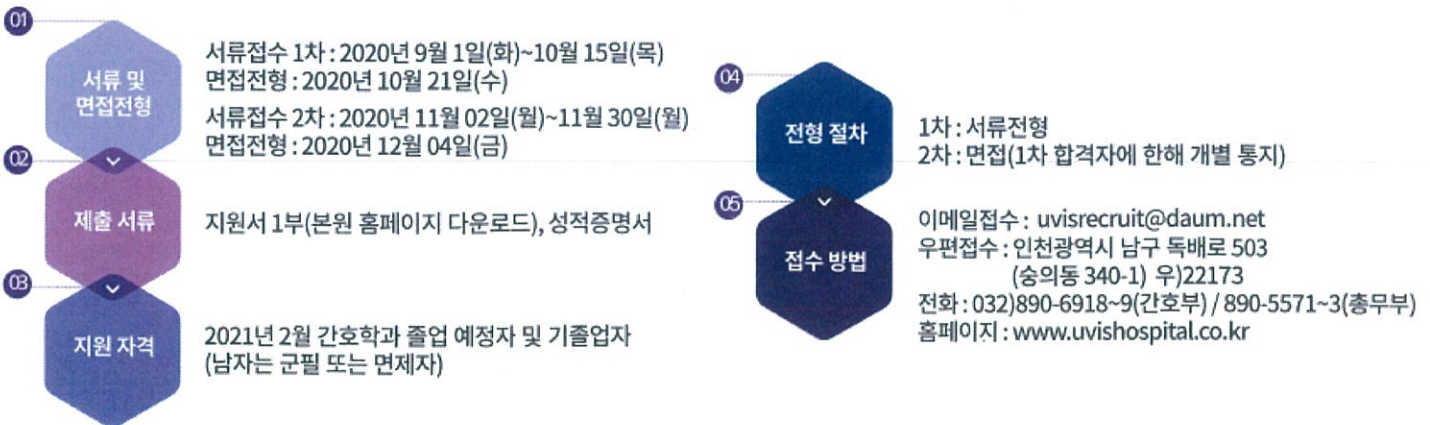 01
서류 및
면접전형
서류접수 1차 : 2020년 9월 1일(화)~10월 15일(목)
면접전형 : 2020년 10월 21일(수)
서류접수 2차 : 2020년 11월 02일(월)~11월 30일(월)
면접전형 : 2020년 12월 04일(금)
02
제출 서류
지원서 1부(본원 홈페이지 다운로드), 성적증명서
03
지원 자격
2021년 2월 간호학과 졸업 예정자 및 기졸업자
(남자는 군필 또는 면제자)
04
전형 절차
1차 : 서류전형
2차 : 면접(1차 합격자에 한해 개별 통지)
05
접수 방법
이메일접수 : uvisrecruit@daum.net
우편접수 : 인천광역시 남구 독배로 503
(숭의동 340-1) 우)22173
전화 : 032)890-6918~9(간호부) / 890-5571~3(총무부)
홈페이지 : www.uvishospital.co.kr